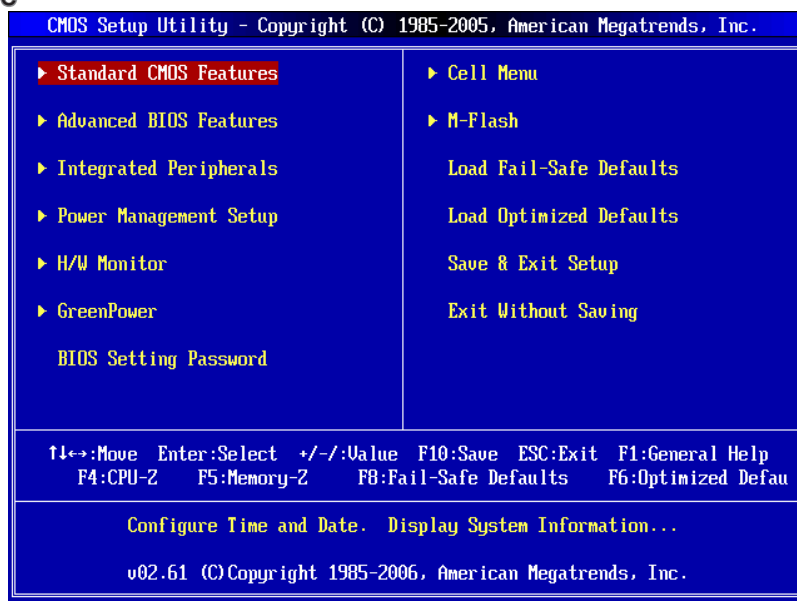 CMOS Setup Utility - Copyright (C) 1985-2005, American Megatrends, Inc.
▶ Standard CMOS Features
▶ Advanced BIOS Features
▶ Integrated Peripherals
▶ Power Management Setup
▶ H/W Monitor
▶ GreenPower
BIOS Setting Password
▶ Cell Menu
▶ M-Flash
Load Fail-Safe Defaults
Load Optimized Defaults
Save & Exit Setup
Exit Without Saving
↑↓←→:Move Enter:Select +/-/:Value F10:Save ESC:Exit F1:General Help
F4:CPU-Z F5:Memory-Z F8:Fail-Safe Defaults F6:Optimized Defau
Configure Time and Date. Display System Information...
v02.61 (C)Copyright 1985-2006, American Megatrends, Inc.